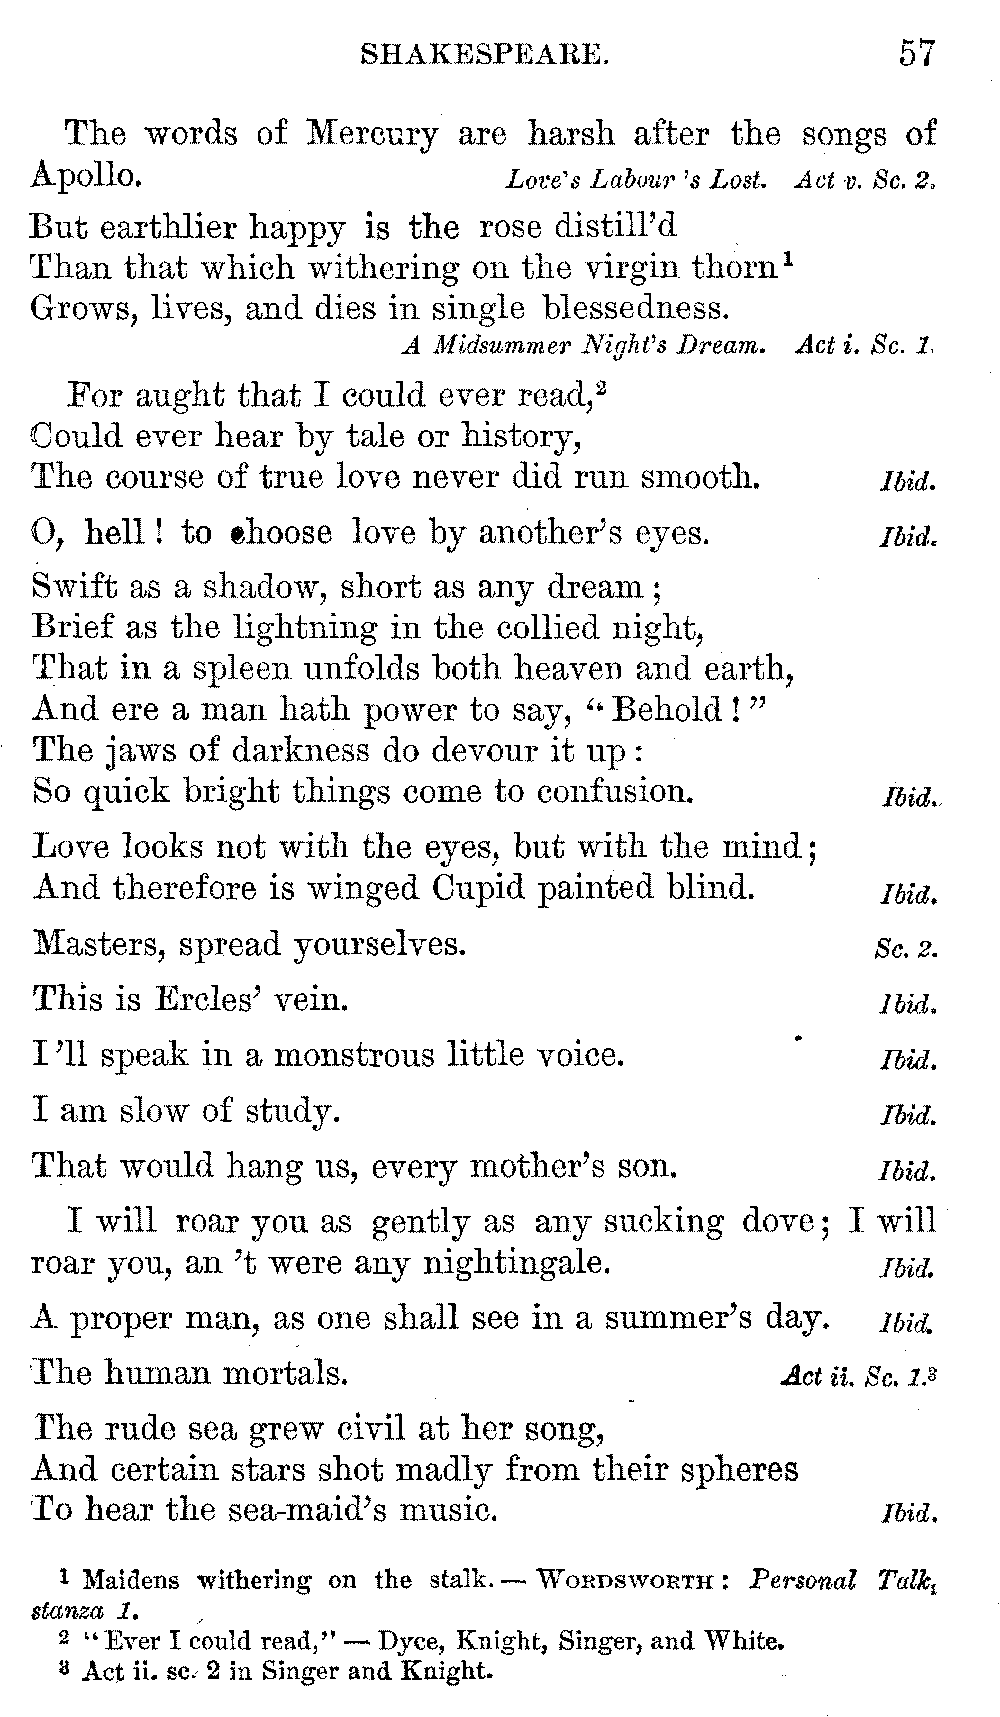 SHAKESPEARE. 57
The words of Mercury are harsh after the songs of
Apollo. Love's Labour 's Lost. Act v. Sc. 2.
But earthlier happy is the rose distill'd
Than that which withering on the virgin thorn¹
Grows, lives, and dies in single blessedness.
A Midsummer Night's Dream. Act i. Sc. 1.
For aught that I could ever read,²
Could ever hear by tale or history,
The course of true love never did run smooth. Ibid.
O, hell! to choose love by another's eyes. Ibid.
Swift as a shadow, short as any dream;
Brief as the lightning in the collied night,
That in a spleen unfolds both heaven and earth,
And ere a man hath power to say, "Behold!"
The jaws of darkness do devour it up:
So quick bright things come to confusion. Ibid.
Love looks not with the eyes, but with the mind;
And therefore is winged Cupid painted blind. Ibid.
Masters, spread yourselves. Sc. 2.
This is Ercles' vein. Ibid.
I 'll speak in a monstrous little voice. Ibid.
I am slow of study. Ibid.
That would hang us, every mother's son. Ibid.
I will roar you as gently as any sucking dove; I will
roar you, an 't were any nightingale. Ibid.
A proper man, as one shall see in a summer's day. Ibid.
The human mortals. Act ii. Sc. 1.³
The rude sea grew civil at her song,
And certain stars shot madly from their spheres
To hear the sea-maid's music. Ibid.
¹ Maidens withering on the stalk. — WORDSWORTH: Personal Talk,
stanza 1.
² "Ever I could read," — Dyce, Knight, Singer, and White.
³ Act ii. sc. 2 in Singer and Knight.